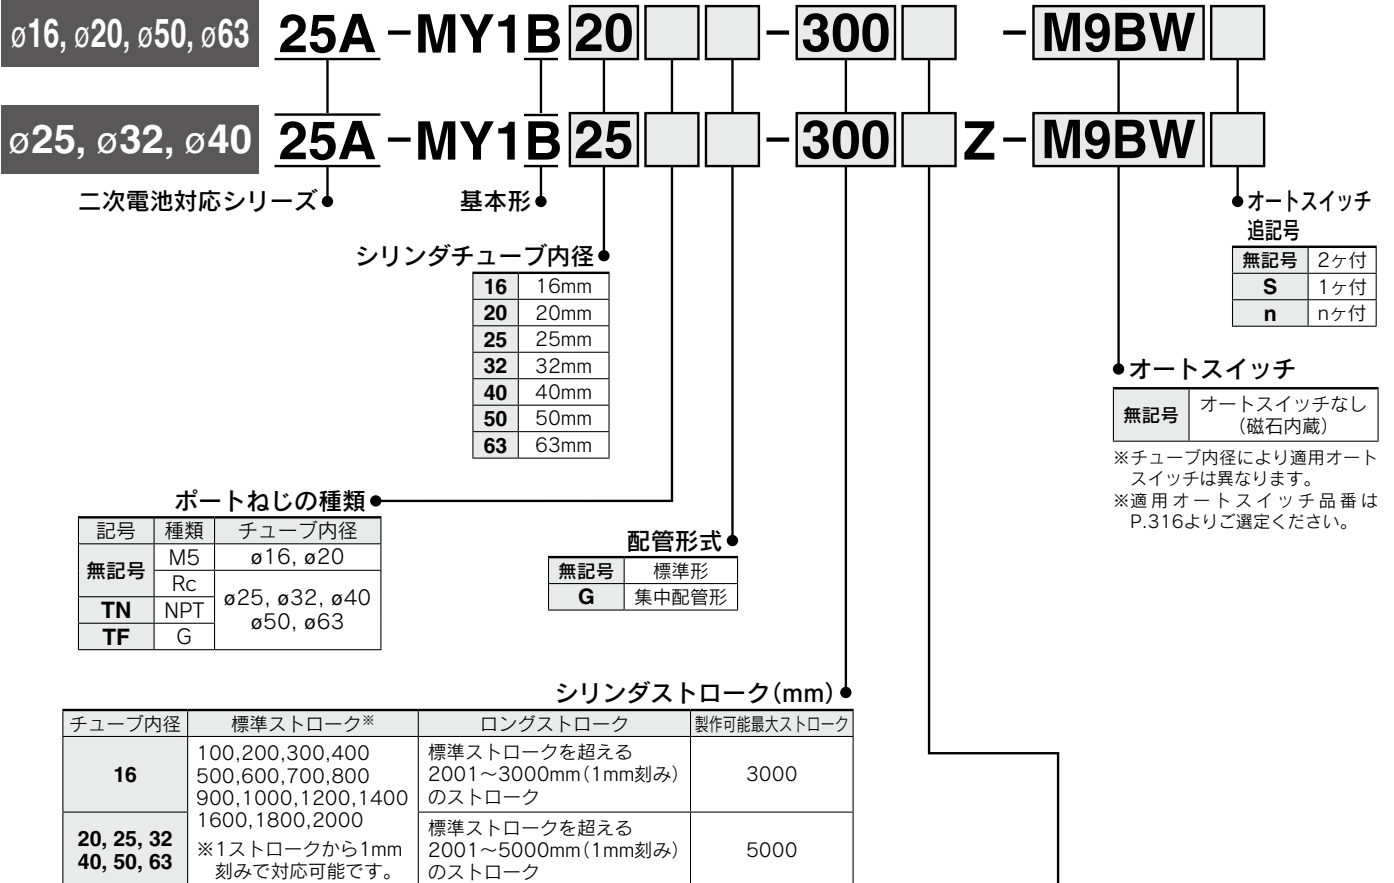 ø16, ø20, ø50, ø63 25A-MY1B20 -300 -M9BW
ø25, ø32, ø40 25A-MY1B25 -300 Z-M9BW
二次電池対応シリーズ
基本形
オートスイッチ
追記号
無記号 2ヶ付
S 1ヶ付
n nヶ付
シリンダチューブ内径
16 16mm
20 20mm
25 25mm
32 32mm
40 40mm
50 50mm
63 63mm
オートスイッチ
無記号 オートスイッチなし
（磁石内蔵）
※チューブ内径により適用オート
スイッチは異なります。
※適用オートスイッチ品番は
P.316よりご選定ください。
ポートねじの種類
記号 種類 チューブ内径
無記号 M5 ø16, ø20
Rc ø25, ø32, ø40
TN NPT ø50, ø63
TF G
配管形式
無記号 標準形
G 集中配管形
シリンダストローク(mm)
チューブ内径 標準ストローク※ ロングストローク 製作可能最大ストローク
16
100,200,300,400
500,600,700,800
900,1000,1200,1400
1600,1800,2000
※1ストロークから1mm
刻みで対応可能です。
標準ストロークを超える
2001～3000mm(1mm刻み)
のストローク
3000
20, 25, 32
40, 50, 63
標準ストロークを超える
2001～5000mm(1mm刻み)
のストローク
5000